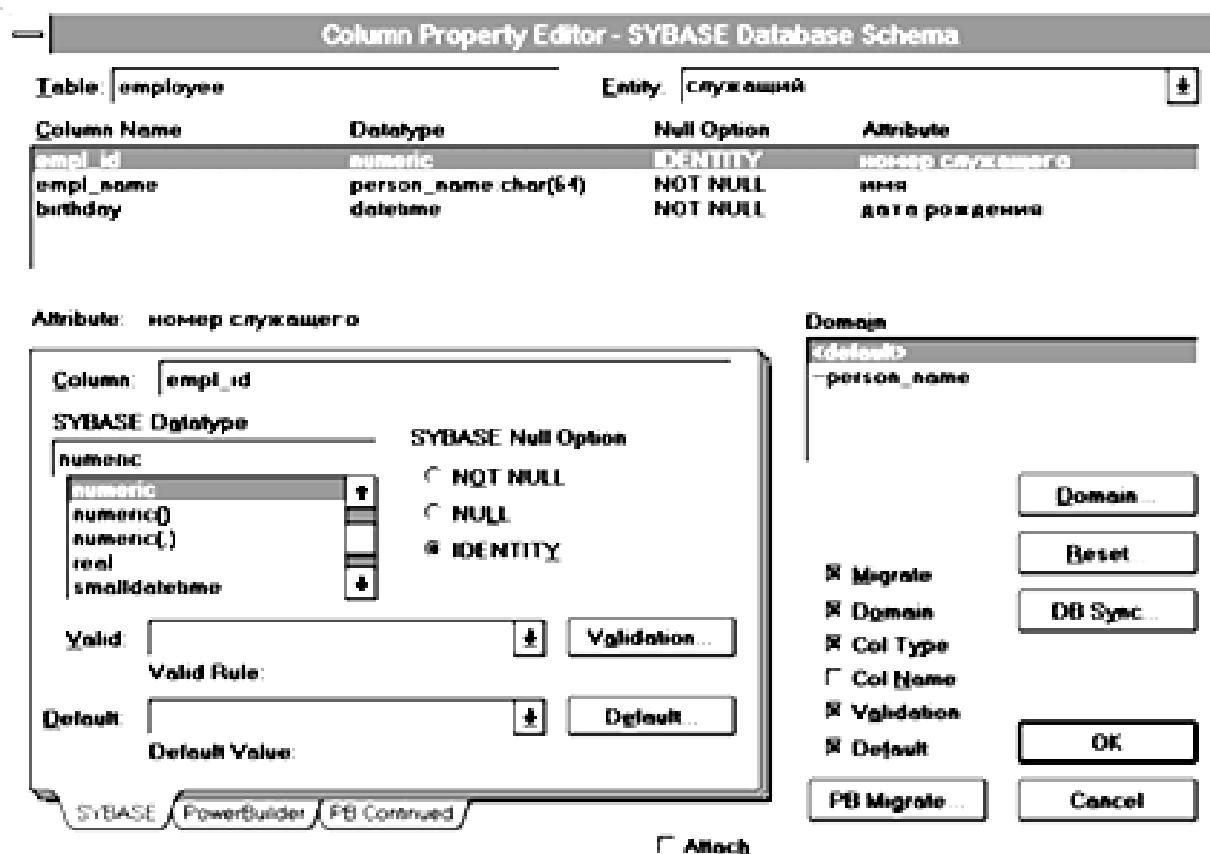 Column Property Editor - SYBASE Database Schema
Table: employee Entity: служащий
Column Name Datatype Null Option Attribute
empl_id numeric IDENTITY номер служащего
empl_name person_name:char(64) NOT NULL имя
birthday datetime NOT NULL дата рождения
Attribute: номер служащего
Domain
<default>
--person_name
Column: empl_id
SYBASE Datatype
numeric
numeric
numeric()
numeric(,)
real
smalldatetime
SYBASE Null Option
NOT NULL
NULL
IDENTITY
Valid: Validation...
Valid Rule:
Default: Default...
Default Value:
SYBASE PowerBuilder PB Continued
Domain...
Reset...
DB Sync...
Migrate
Domain
Col Type
Col Name
Validation
Default
OK
PB Migrate... Cancel
Attach